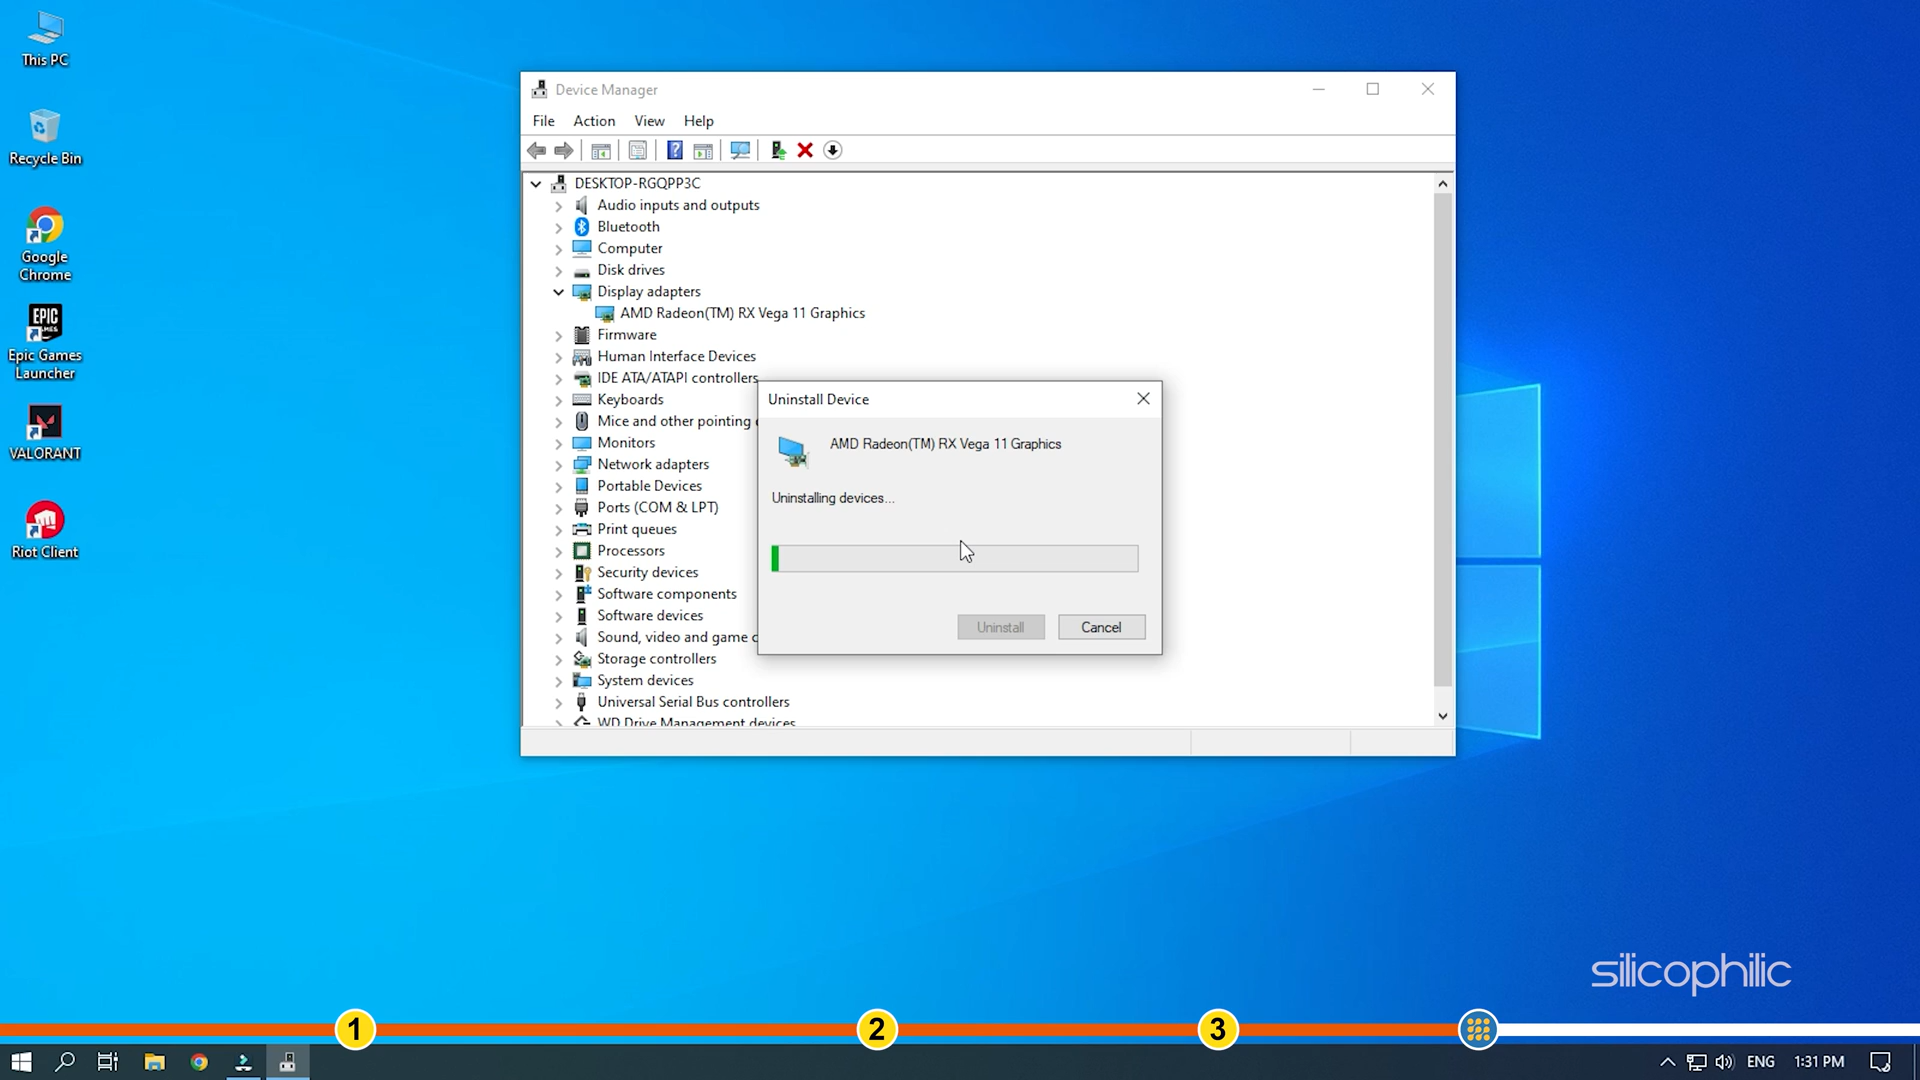 This PC
Recycle Bin
Google
Chrome
EPIC
GAMES
Epic Games
Launcher
VALORANT
Riot Client
Device Manager
File Action View Help
DESKTOP-RGQPP3C
Audio inputs and outputs
Bluetooth
Computer
Disk drives
Display adapters
AMD Radeon(TM) RX Vega 11 Graphics
Firmware
Human Interface Devices
IDE ATA/ATAPI controllers
Keyboards
Mice and other pointing
Monitors
Network adapters
Portable Devices
Ports (COM & LPT)
Print queues
Processors
Security devices
Software components
Software devices
Sound, video and game c
Storage controllers
System devices
Universal Serial Bus controllers
WD Drive Management devices
Uninstall Device
AMD Radeon(TM) RX Vega 11 Graphics
Uninstalling devices...
Uninstall Cancel
silicophilic
1 2 3
ENG 1:31 PM